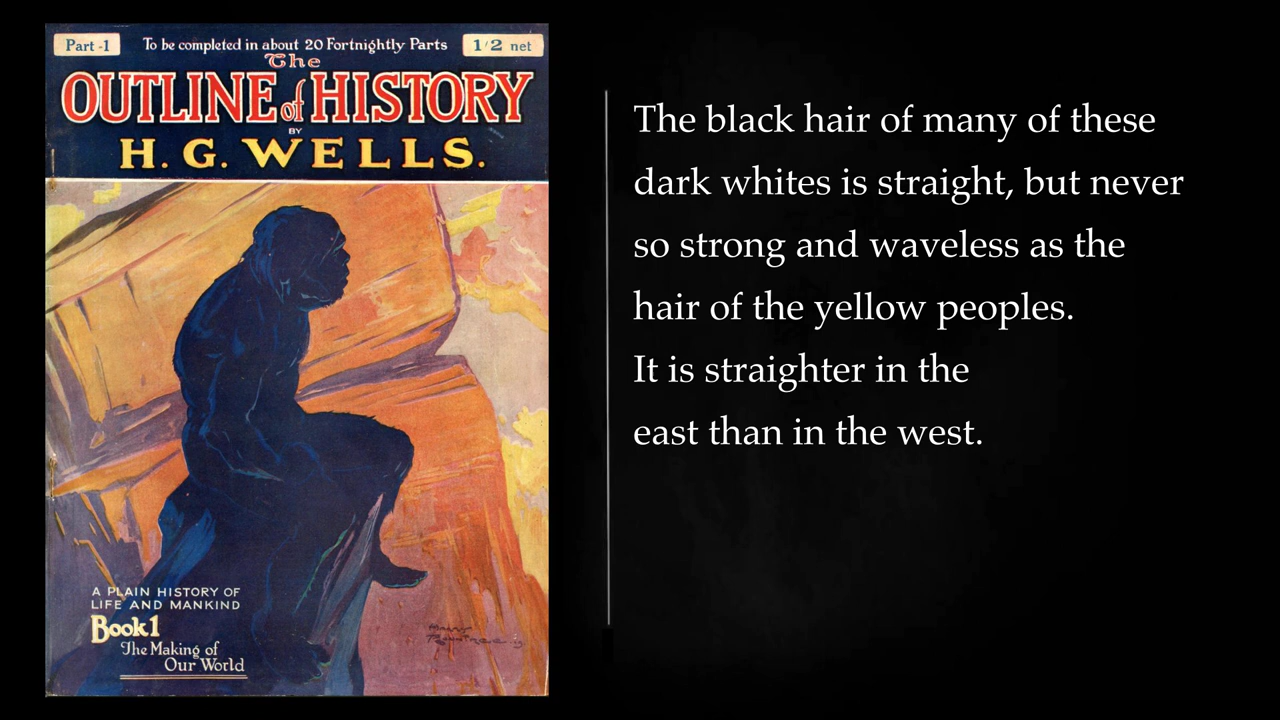 Part -1
To be completed in about 20 Fortnightly Parts
1/2 net
The
OUTLINE of HISTORY
BY
H. G. WELLS.
A PLAIN HISTORY OF
LIFE AND MANKIND
Book 1
The Making of
Our World
The black hair of many of these
dark whites is straight, but never
so strong and waveless as the
hair of the yellow peoples.
It is straighter in the
east than in the west.